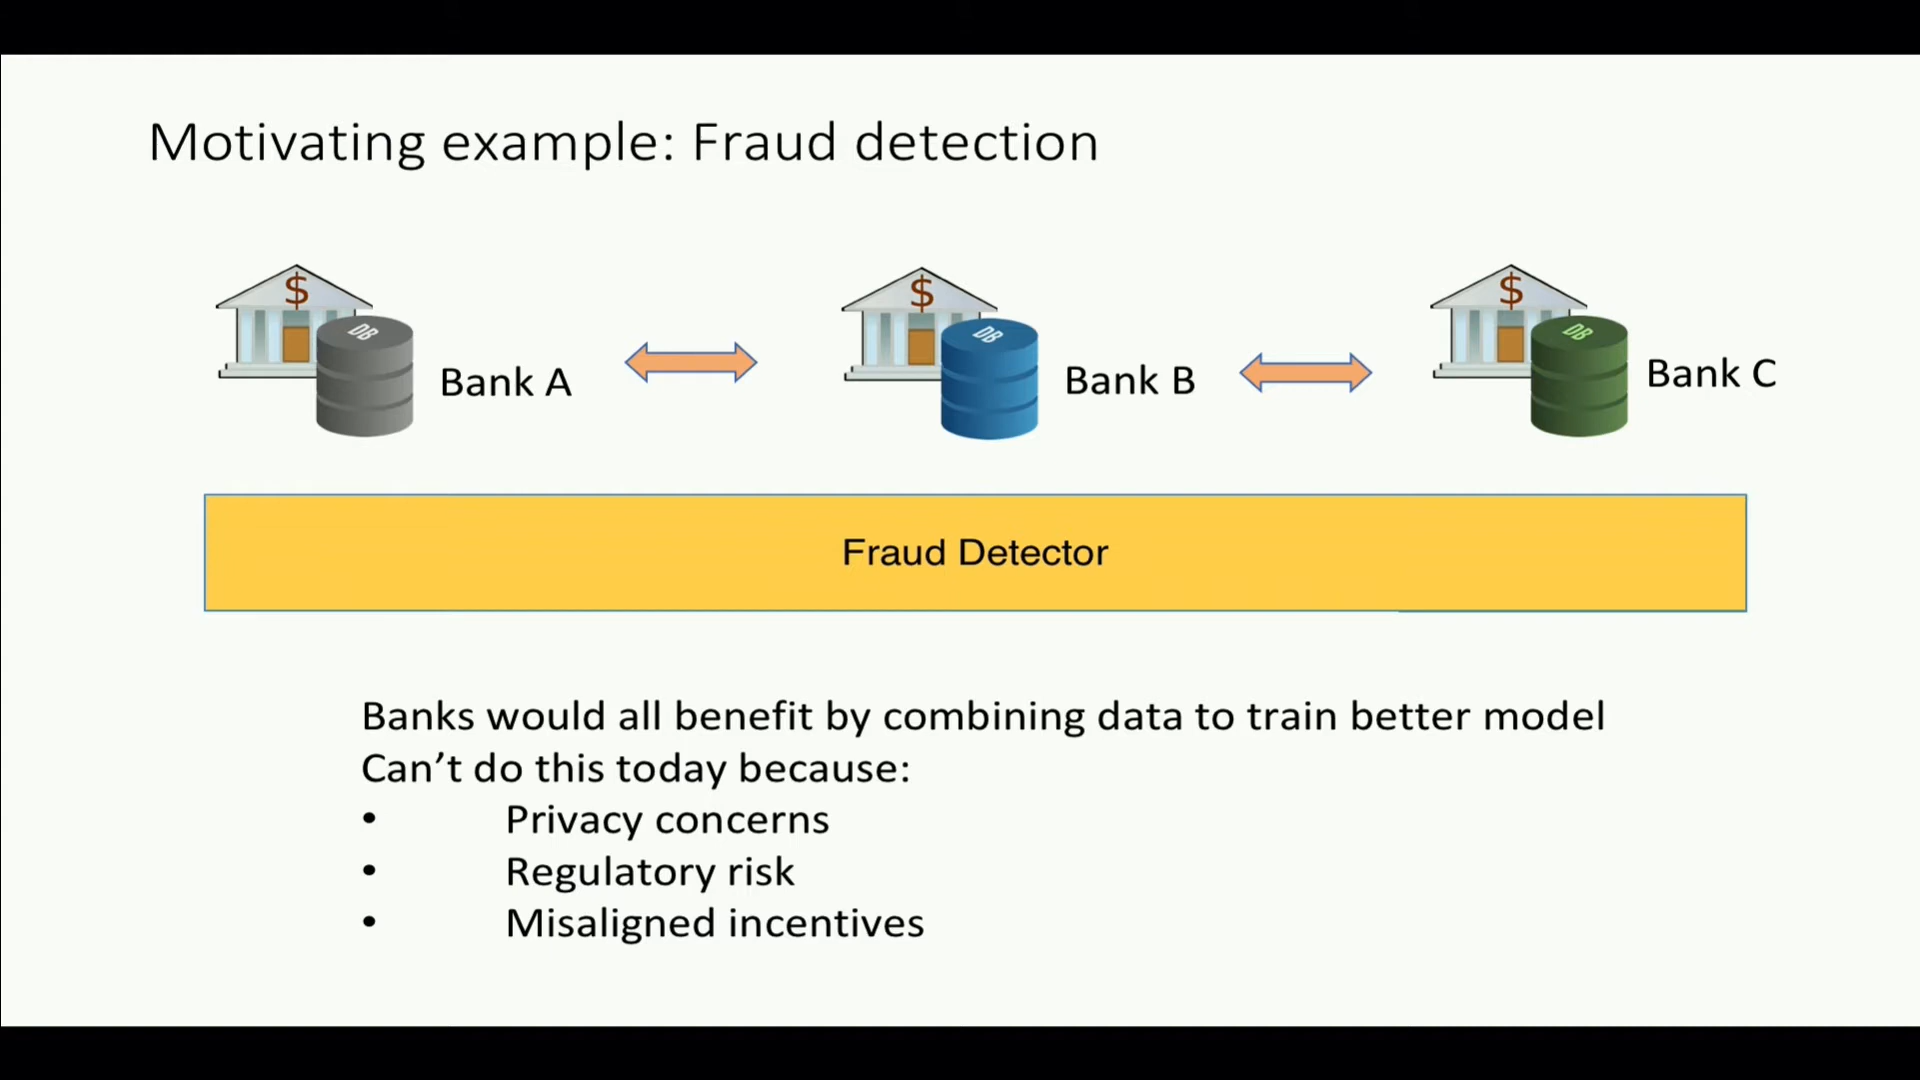 Motivating example: Fraud detection
$ $ $
DB DB DB
Bank A Bank B Bank C
Fraud Detector
Banks would all benefit by combining data to train better model
Can’t do this today because:
• Privacy concerns
• Regulatory risk
• Misaligned incentives